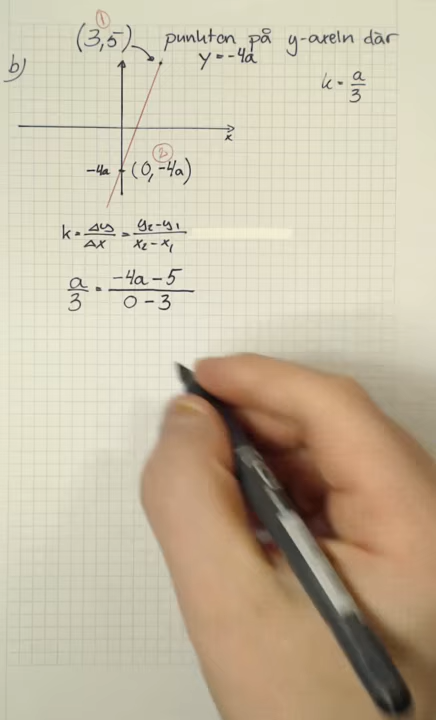 ①
(3,5) punkten på y-axeln där
b) y = -4a
k = a/3
x
②
-4a (0,-4a)
k = Δy/Δx = y₂-y₁/x₂-x₁
a/3 = -4a-5/0-3